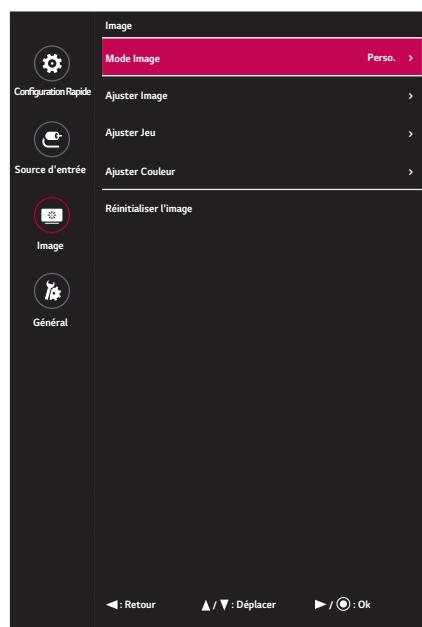 Image
Mode Image Perso. >
Ajuster Image >
Ajuster Jeu >
Ajuster Couleur >
Réinitialiser l'image
Configuration Rapide
Source d'entrée
Image
Général
◄ : Retour ▲ / ▼ : Déplacer ► / ⦿ : Ok